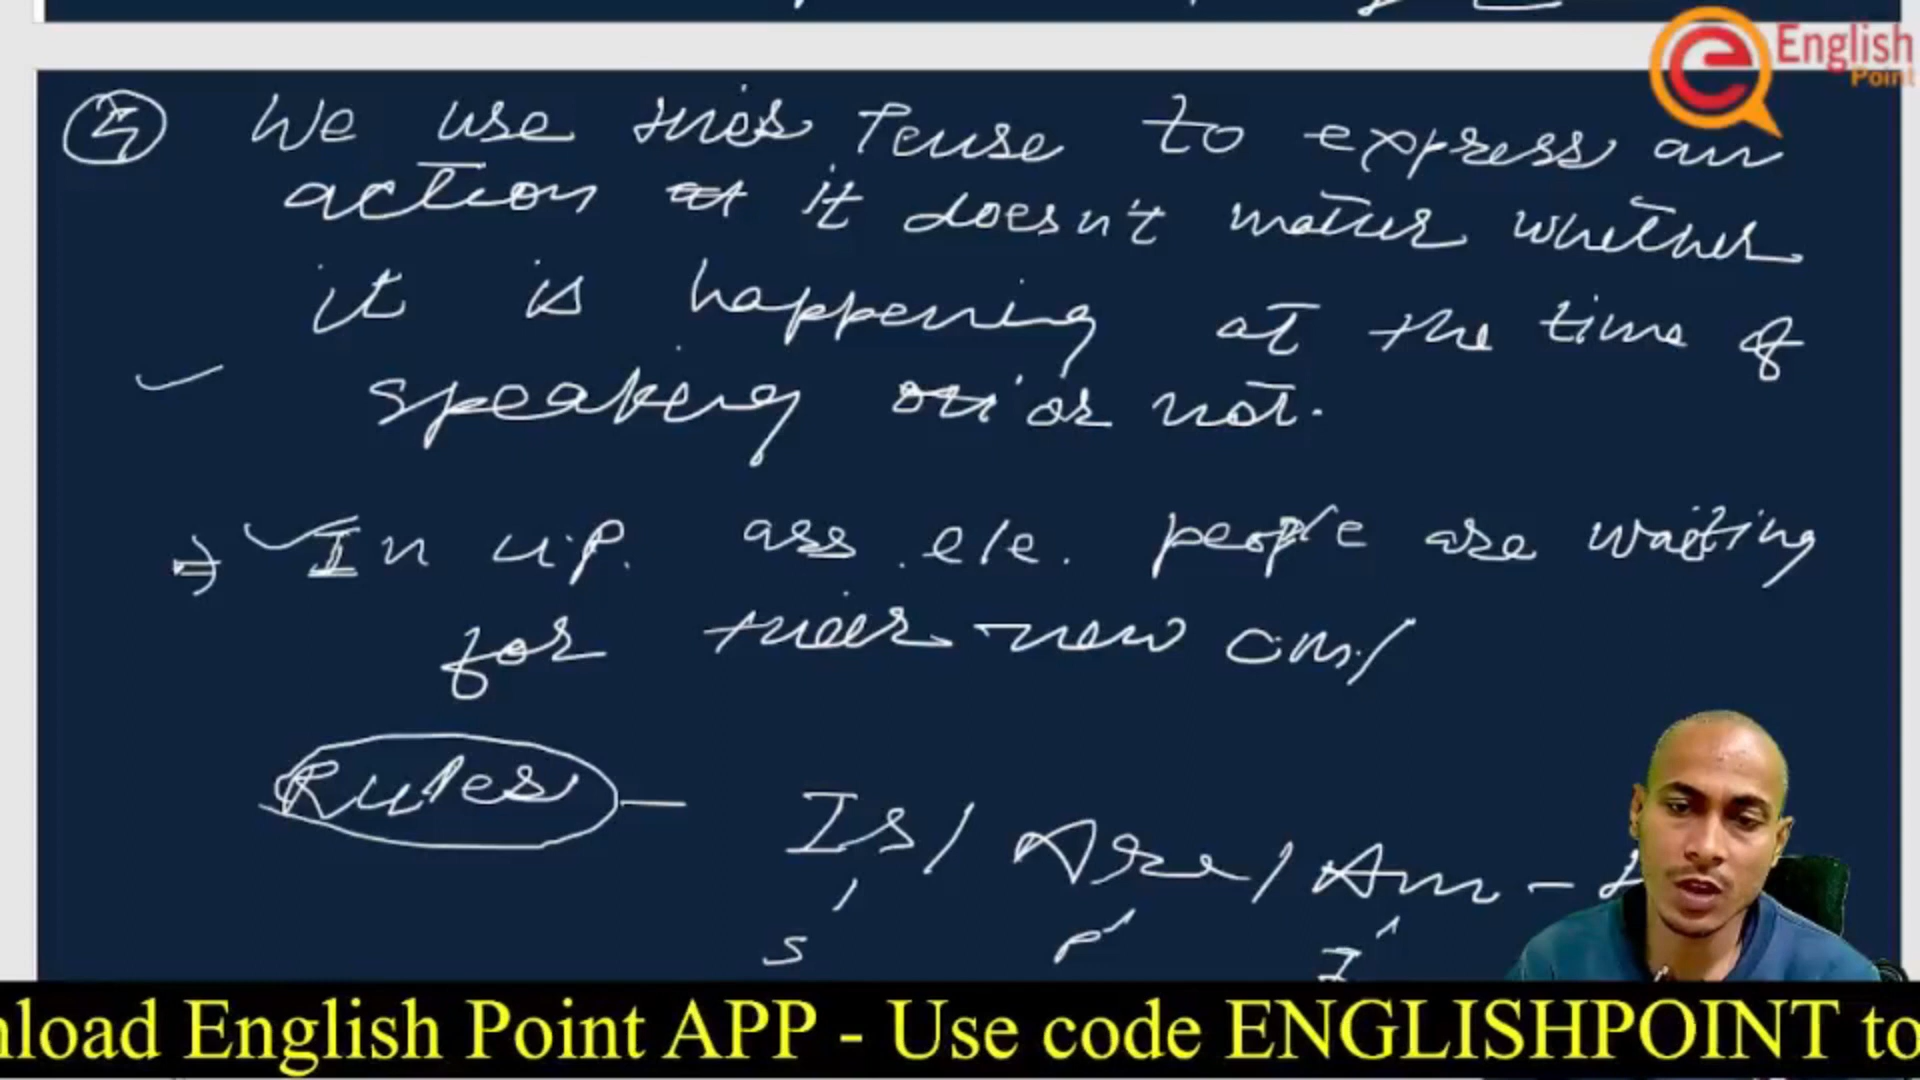 English
Point
④ We use this Tense to express an
action it doesn't matter whether
it is happening at the time of
speaking or not.
⇒ In U.P. ass. ele. people are waiting
for their new cm/
Rules — Is/ Are/ Am -
S P I
nload English Point APP - Use code ENGLISHPOINT to